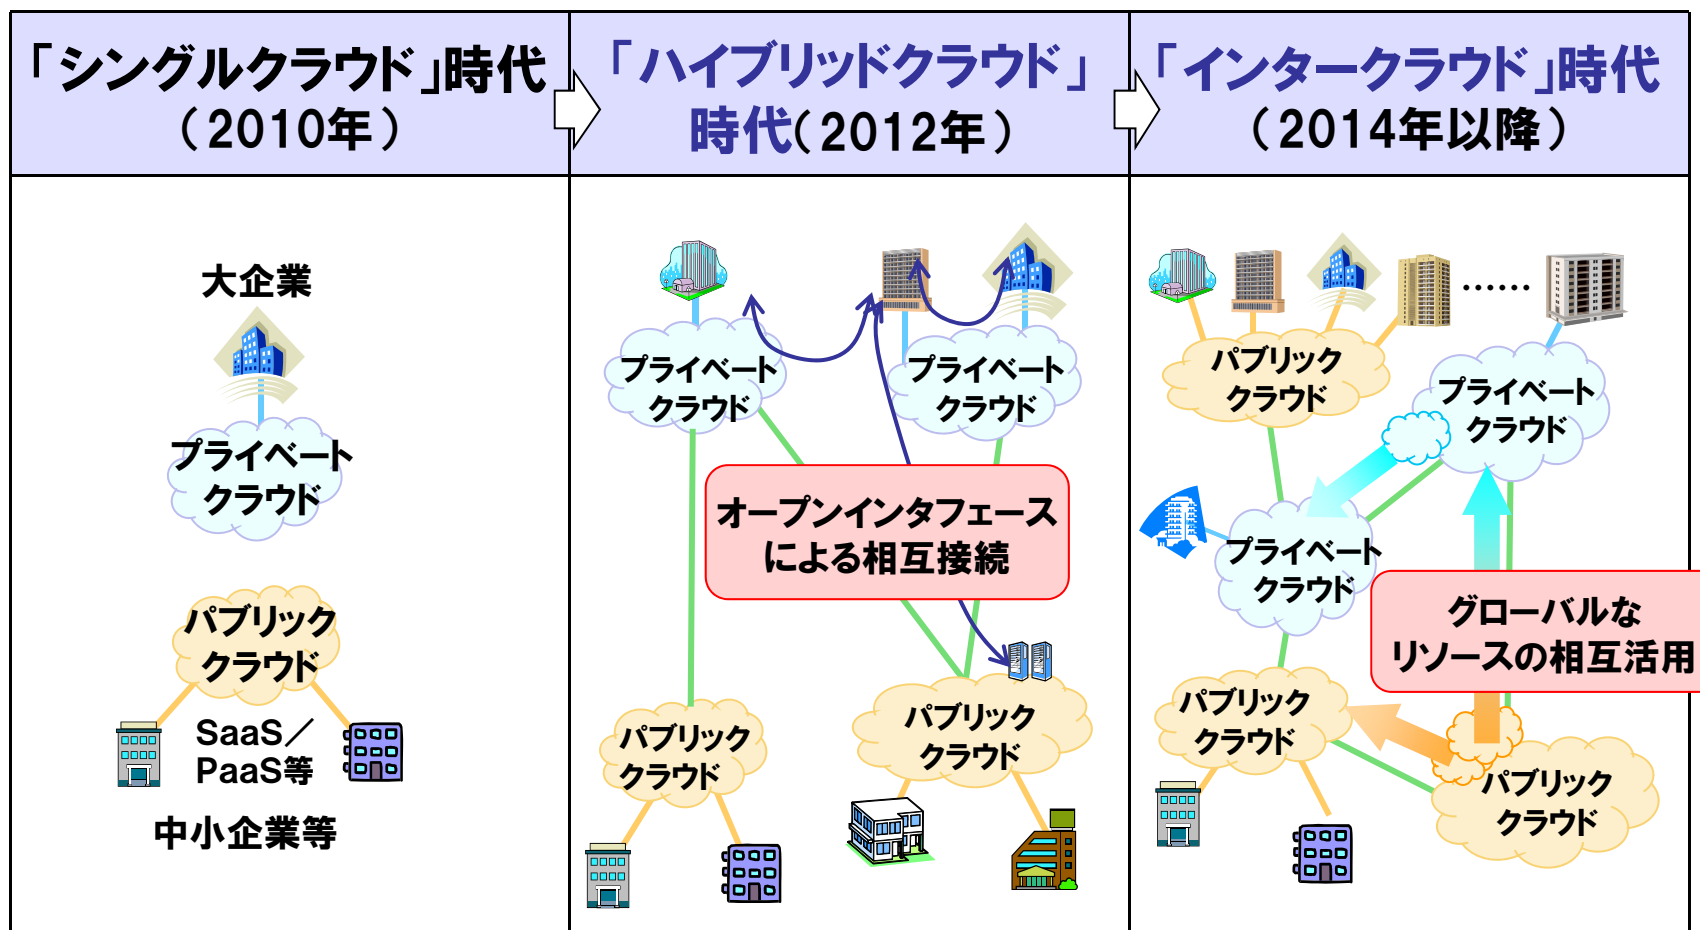 「シングルクラウド」時代
(2010年)
「ハイブリッドクラウド」
時代(2012年)
「インタークラウド」時代
(2014年以降)
大企業
プライベート
クラウド
パブリック
クラウド
SaaS／
PaaS等
中小企業等
プライベート
クラウド
プライベート
クラウド
オープンインタフェース
による相互接続
パブリック
クラウド
パブリック
クラウド
……
パブリック
クラウド
プライベート
クラウド
プライベート
クラウド
グローバルな
リソースの相互活用
パブリック
クラウド
パブリック
クラウド